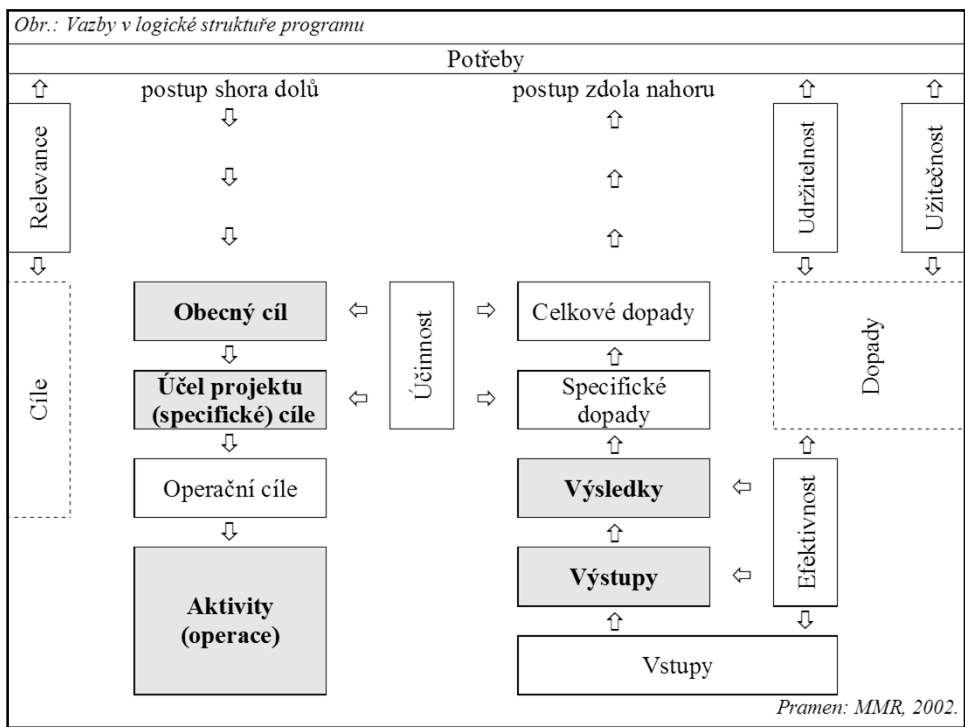 Obr.: Vazby v logické struktuře programu
Potřeby
postup shora dolů
postup zdola nahoru
Relevance
Udržitelnost
Užitečnost
Cíle
Obecný cíl
Účinnost
Celkové dopady
Dopady
Účel projektu
(specifické) cíle
Specifické
dopady
Operační cíle
Výsledky
Efektivnost
Aktivity
(operace)
Výstupy
Vstupy
Pramen: MMR, 2002.